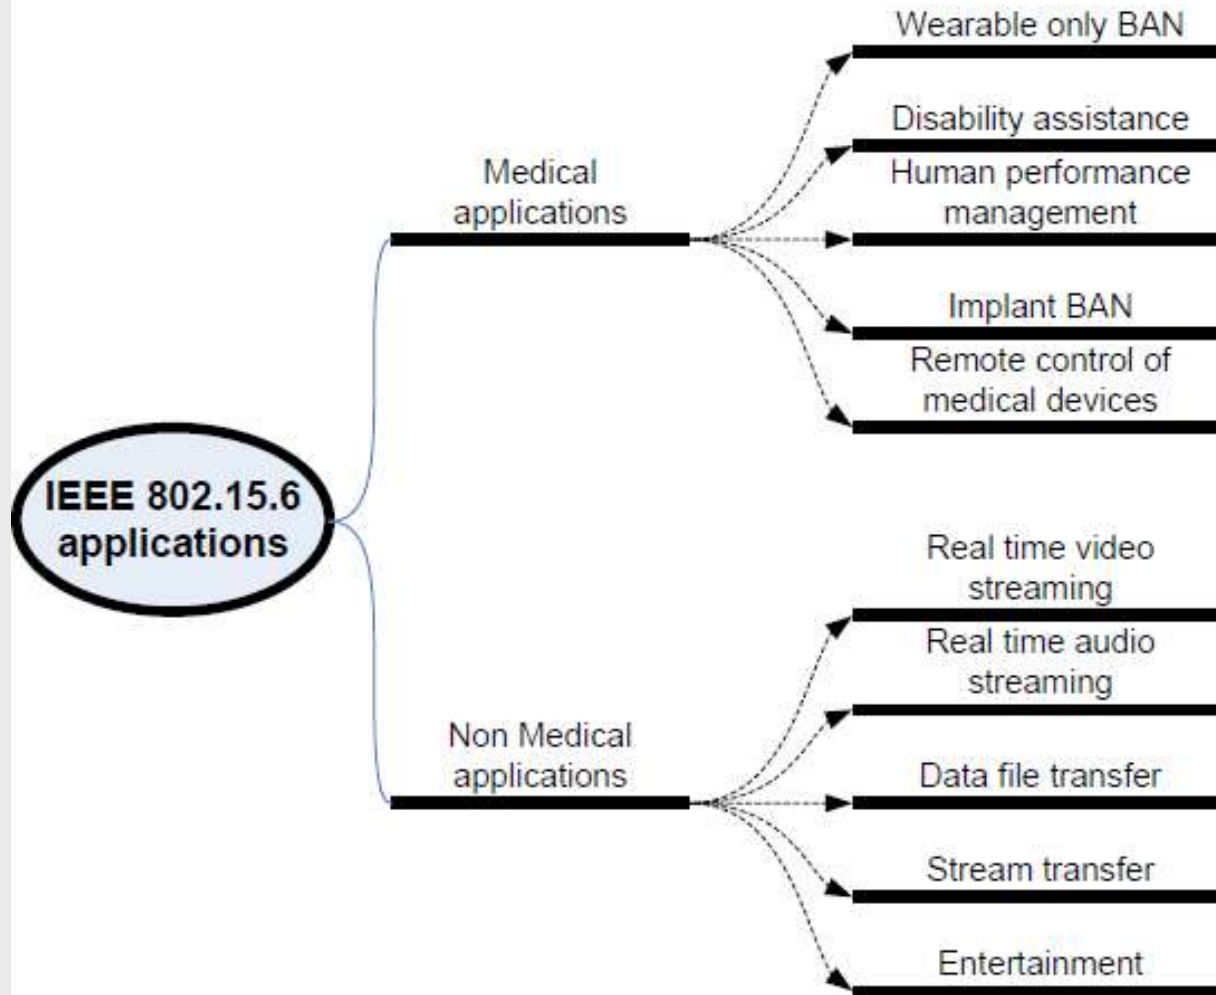 Wearable only BAN
Disability assistance
Human performance
management
Implant BAN
Remote control of
medical devices
Medical
applications
IEEE 802.15.6
applications
Real time video
streaming
Real time audio
streaming
Data file transfer
Stream transfer
Entertainment
Non Medical
applications